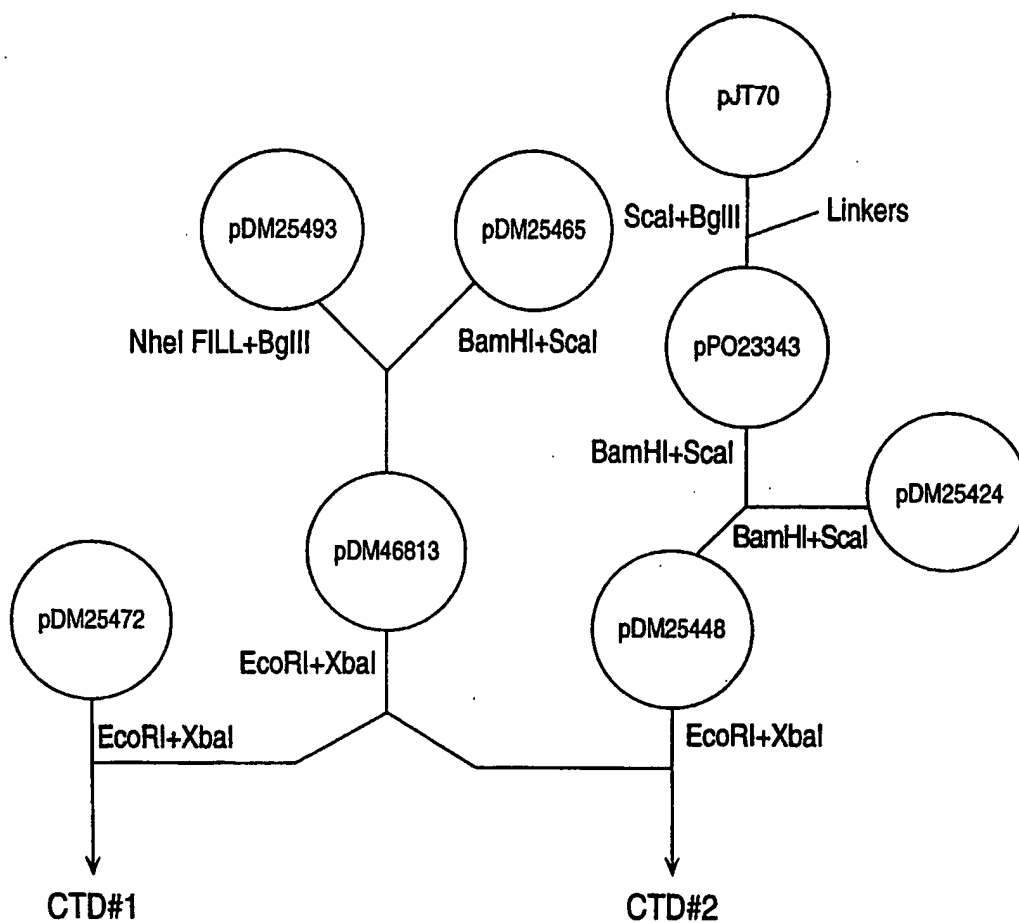 pJT70
ScaI+BglII
Linkers
pDM25493
pDM25465
NheI FILL+BglII
BamHI+ScaI
pPO23343
BamHI+ScaI
pDM25424
BamHI+ScaI
pDM46813
pDM25472
pDM25448
EcoRI+XbaI
EcoRI+XbaI
EcoRI+XbaI
CTD#1
CTD#2